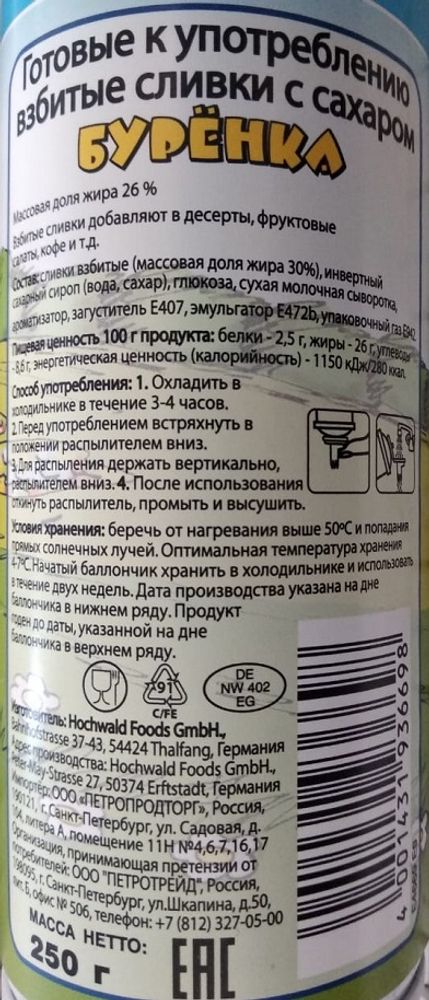 Готовые к употреблению
взбитые сливки с сахаром
БУРЁНКА
Массовая доля жира 26 %
Взбитые сливки добавляют в десерты, фруктовые
салаты, кофе и т.д.
Состав: сливки взбитые (массовая доля жира 30%), инвертный
сахарный сироп (вода, сахар), глюкоза, сухая молочная сыворотка,
ароматизатор, загуститель Е407, эмульгатор Е472b, упаковочный газ Е942
Пищевая ценность 100 г продукта: белки - 2,5 г, жиры - 26 г, углеводы
- 8,6 г, энергетическая ценность (калорийность) - 1150 кДж/280 ккал.
Способ употребления: 1. Охладить в
холодильнике в течение 3-4 часов.
2. Перед употреблением встряхнуть в
положении распылителем вниз.
3. Для распыления держать вертикально,
распылителем вниз. 4. После использования
откинуть распылитель, промыть и высушить.
Условия хранения: беречь от нагревания выше 50ºС и попадания
прямых солнечных лучей. Оптимальная температура хранения
4-7ºС. Начатый баллончик хранить в холодильнике и использовать
в течение двух недель. Дата производства указана на дне
баллончика в нижнем ряду. Продукт
годен до даты, указанной на дне
баллончика в верхнем ряду.
91
C/FE
DE
NW 402
EG
Изготовитель: Hochwald Foods GmbH.,
Bahnhofstrasse 37-43, 54424 Thalfang, Германия
Адрес производства: Hochwald Foods GmbH.,
Peter-May-Strasse 27, 50374 Erftstadt, Германия
Импортёр: ООО «ПЕТРОПРОДТОРГ», Россия,
190121, г. Санкт-Петербург, ул. Садовая, д.
104, литера А, помещение 11Н №4,6,7,16,17
Организация, принимающая претензии от
потребителей: ООО "ПЕТРОТРЕЙД", Россия,
198095, г. Санкт-Петербург, ул.Шкапина, д.50,
лит. Б, офис № 506, телефон: +7 (812) 327-05-00
МАССА НЕТТО:
250 г
EAC
4 001431 936698